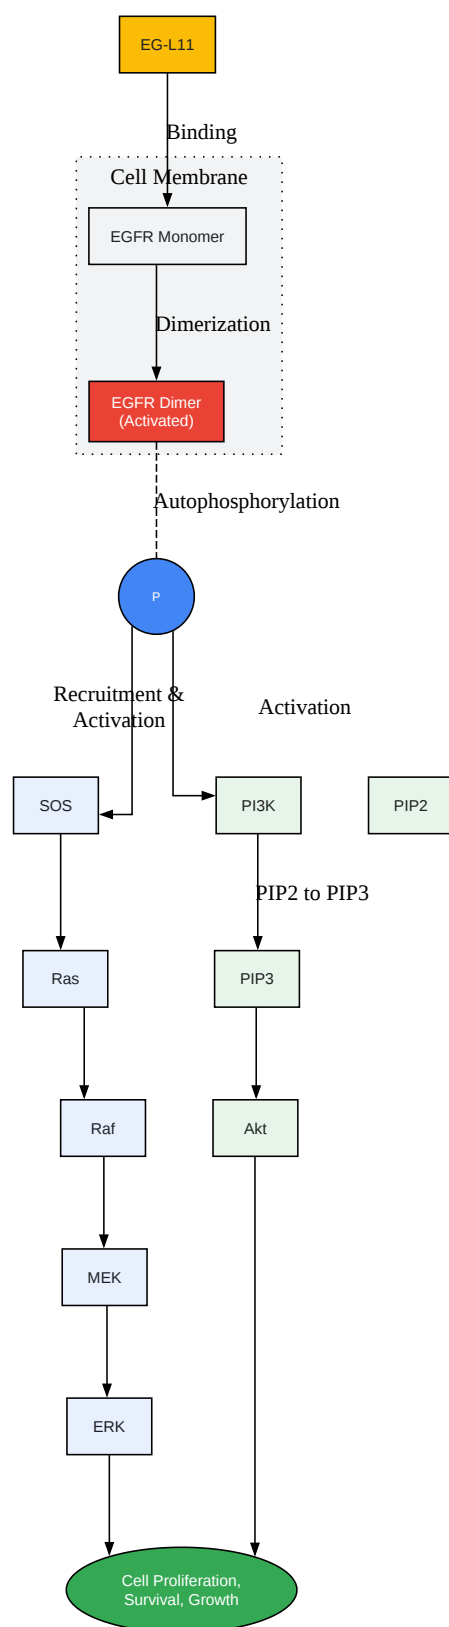 EG-L11
Binding
Cell Membrane
EGFR Monomer
Dimerization
EGFR Dimer
(Activated)
Autophosphorylation
P
Recruitment &
Activation
Activation
SOS
PI3K
PIP2
PIP2 to PIP3
Ras
PIP3
Raf
Akt
MEK
ERK
Cell Proliferation,
Survival, Growth